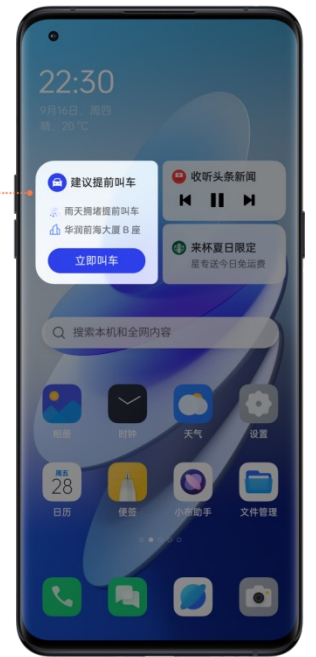 22:30
9月16日，周四
晴，20℃
建议提前叫车
雨天拥堵提前叫车
华润前海大厦 B 座
立即叫车
收听头条新闻
来杯夏日限定
星专送今日免运费
搜索本机和全网内容
相册
时钟
天气
设置
周五
28
日历
便签
小布助手
文件管理